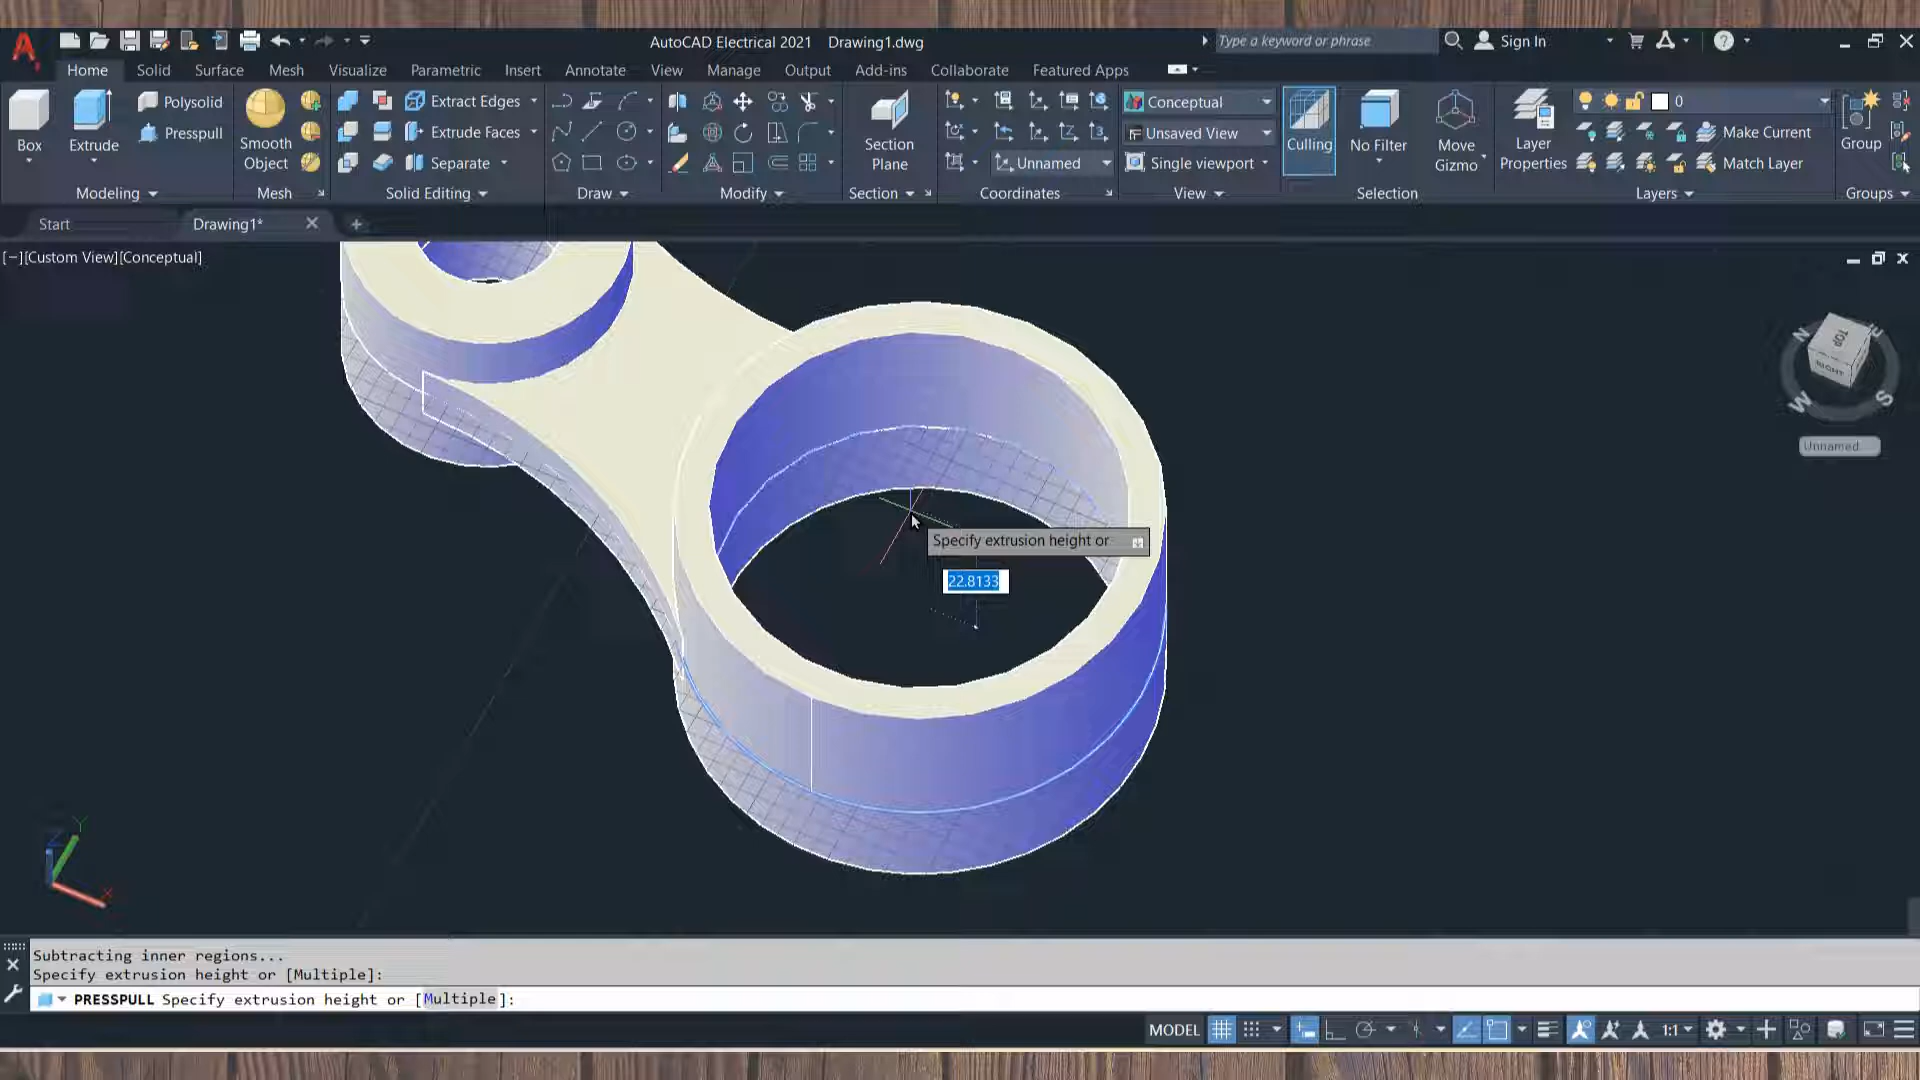 AutoCAD Electrical 2021 Drawing1.dwg
Type a keyword or phrase
Sign In
Home Solid Surface Mesh Visualize Parametric Insert Annotate View Manage Output Add-ins Collaborate Featured Apps
Box
Extrude
Polysolid
Presspull
Modeling
Smooth
Object
Mesh
Extract Edges
Extrude Faces
Separate
Solid Editing
Draw
Modify
Section
Plane
Section
Unnamed
Coordinates
Conceptual
Unsaved View
Single viewport
View
Culling
No Filter
Move
Gizmo
Selection
Layer
Properties
0
Make Current
Match Layer
Layers
Group
Groups
Start
Drawing1*
[−][Custom View][Conceptual]
N
E
W
S
TOP
RIGHT
Unnamed
Specify extrusion height or
22.8133
Z
Y
X
Subtracting inner regions...
Specify extrusion height or [Multiple]:
PRESSPULL Specify extrusion height or [Multiple]:
MODEL
1:1